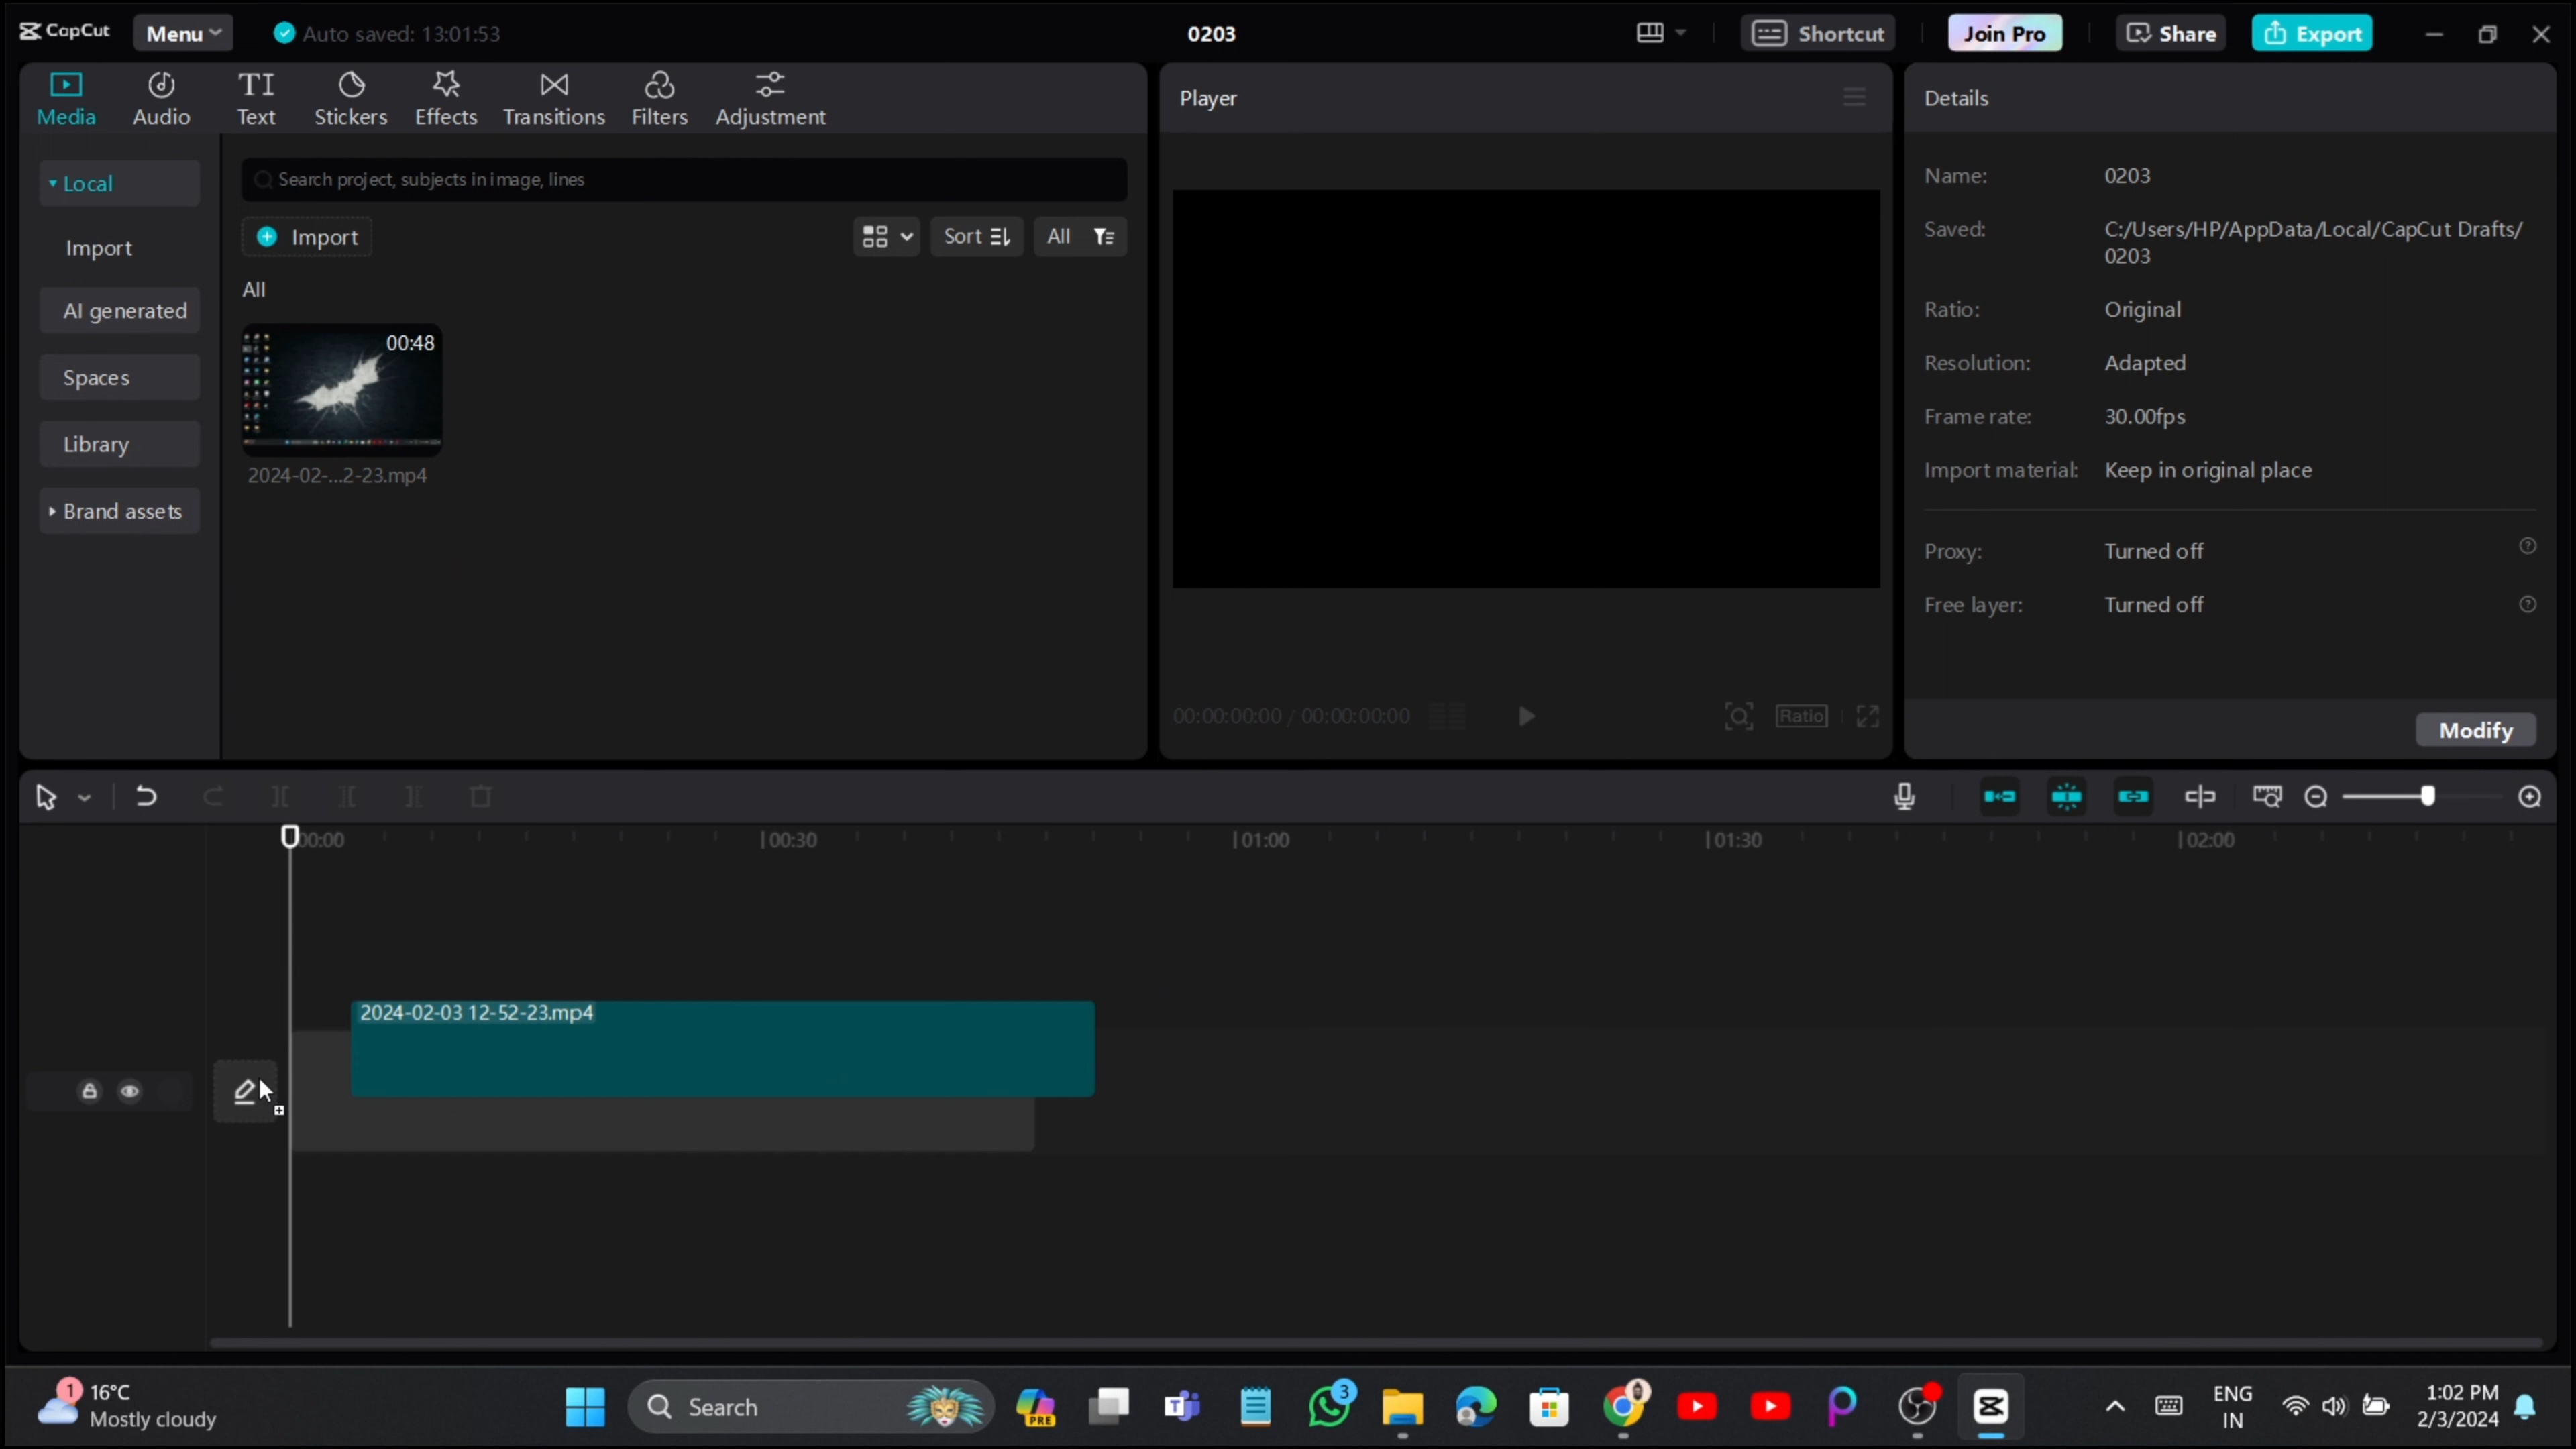 CapCut
Menu
Auto saved: 13:01:53
0203
Shortcut
Join Pro
Share
Export
Media
Audio
TI
Text
Stickers
Effects
Transitions
Filters
Adjustment
Player
Details
Local
Import
AI generated
Spaces
Library
Brand assets
Search project, subjects in image, lines
Import
Sort
All
All
00:48
2024-02-...2-23.mp4
00:00:00:00 / 00:00:00:00
Ratio
Name: 0203
Saved: C:/Users/HP/AppData/Local/CapCut Drafts/
0203
Ratio: Original
Resolution: Adapted
Frame rate: 30.00fps
Import material: Keep in original place
Proxy: Turned off
Free layer: Turned off
Modify
00:00
00:30
01:00
01:30
02:00
2024-02-03 12-52-23.mp4
1
16°C
Mostly cloudy
Search
PRE
T
3
ENG
IN
1:02 PM
2/3/2024